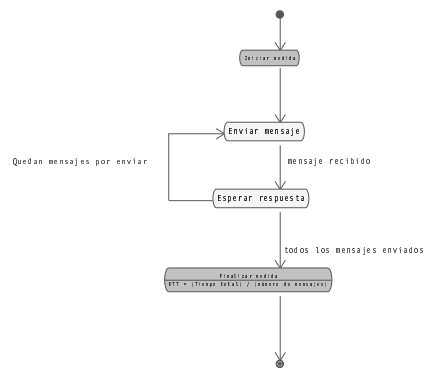 Iniciar medida
Enviar mensaje
Quedan mensajes por enviar
mensaje recibido
Esperar respuesta
todos los mensajes enviados
Finalizar medida
RTT = (Tiempo total) / (número de mensajes)